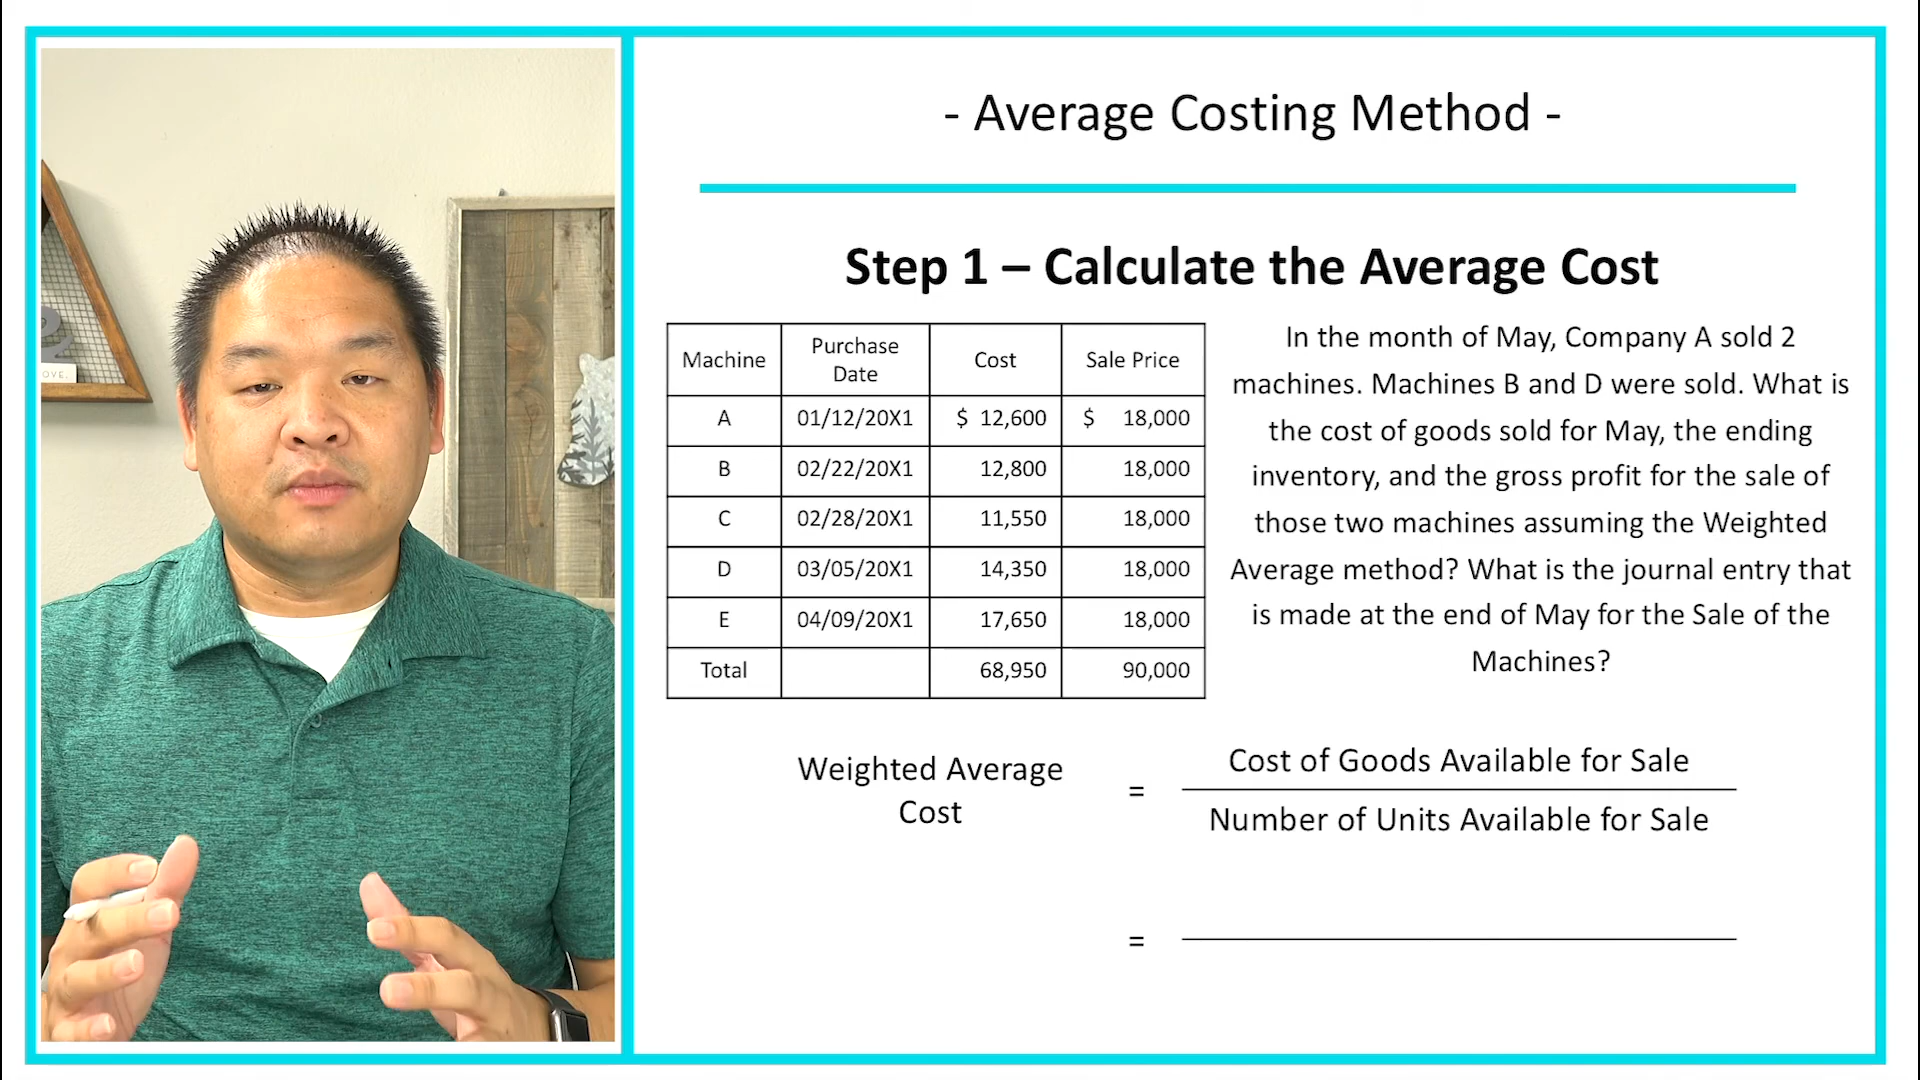 - Average Costing Method -
Step 1 – Calculate the Average Cost
Machine Purchase Date Cost Sale Price
A 01/12/20X1 $ 12,600 $ 18,000
B 02/22/20X1 12,800 18,000
C 02/28/20X1 11,550 18,000
D 03/05/20X1 14,350 18,000
E 04/09/20X1 17,650 18,000
Total 68,950 90,000
In the month of May, Company A sold 2
machines. Machines B and D were sold. What is
the cost of goods sold for May, the ending
inventory, and the gross profit for the sale of
those two machines assuming the Weighted
Average method? What is the journal entry that
is made at the end of May for the Sale of the
Machines?
Weighted Average
Cost
=
Cost of Goods Available for Sale
Number of Units Available for Sale
=